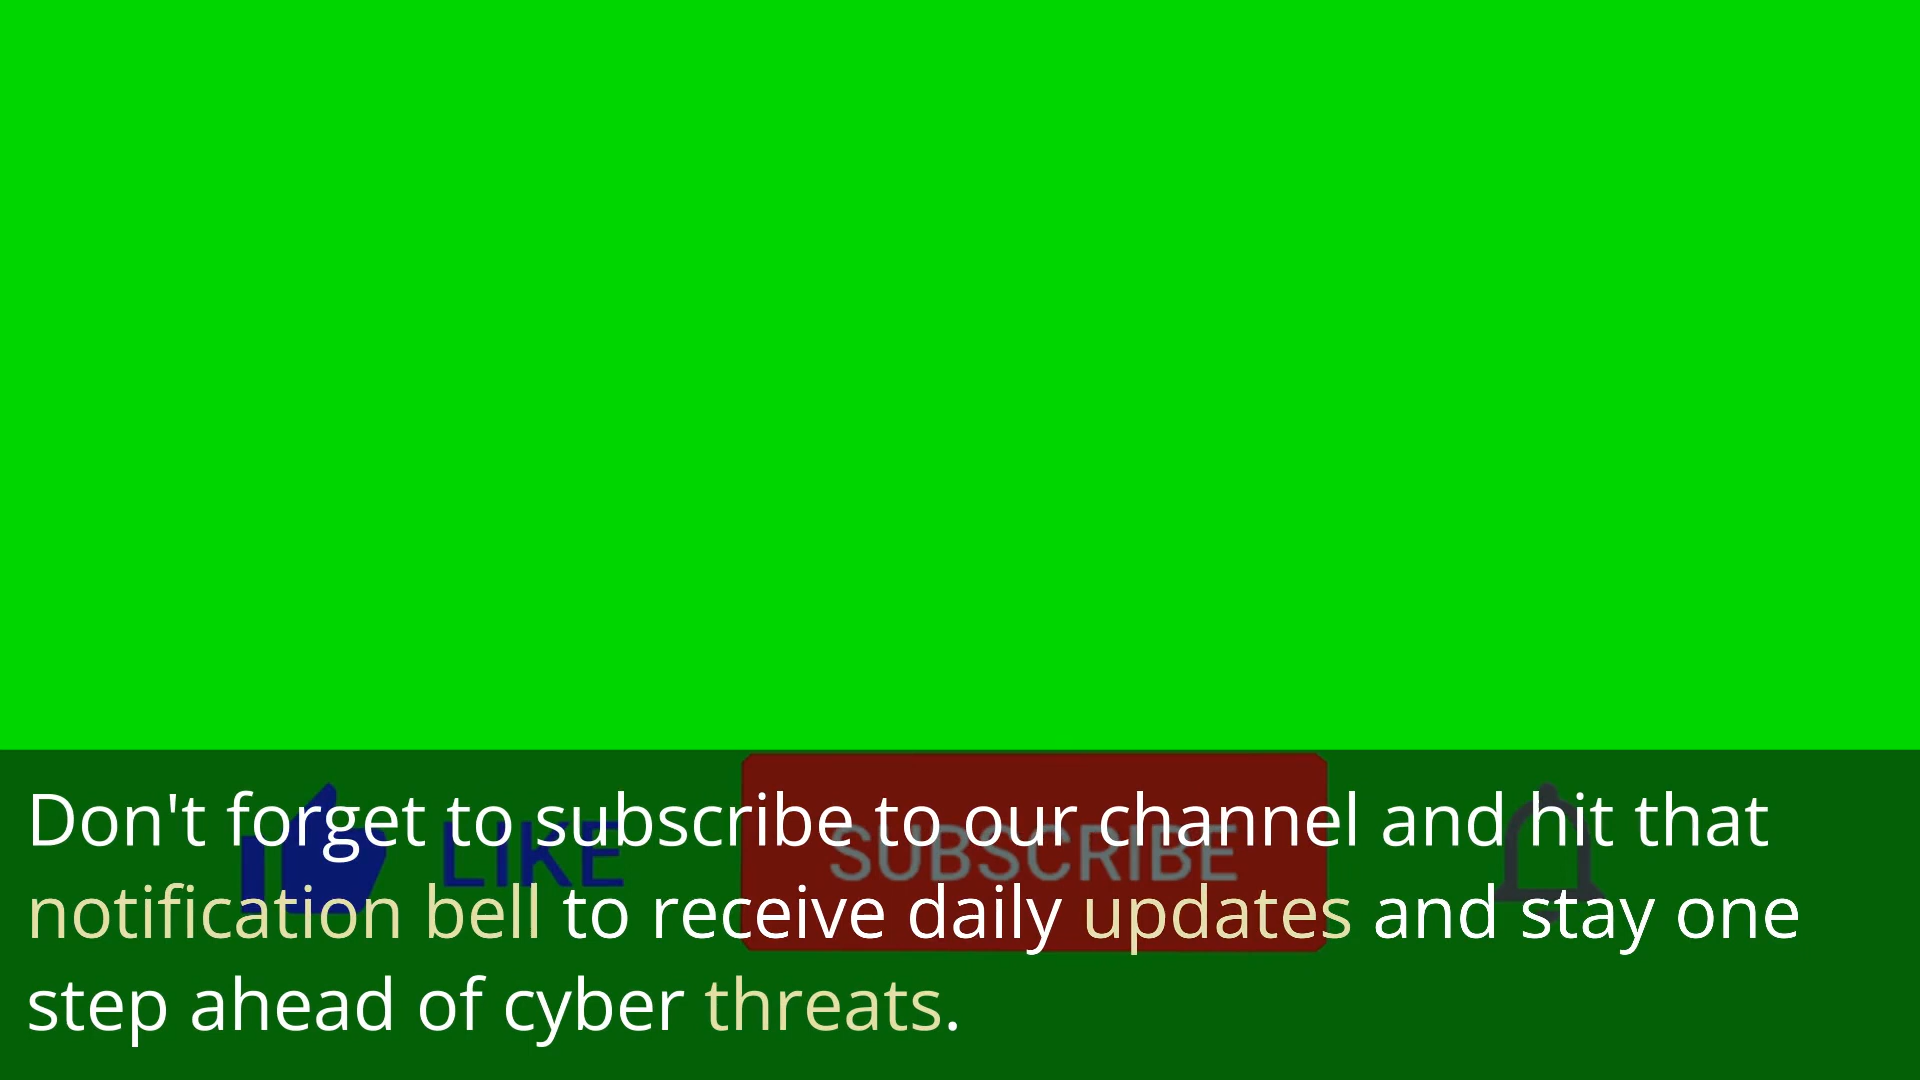 Don't forget to subscribe to our channel and hit that
LIKE SUBSCRIBE
notification bell to receive daily updates and stay one
step ahead of cyber threats.